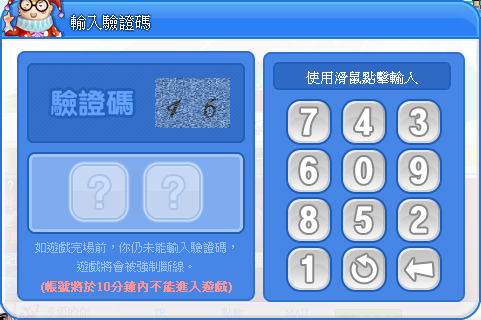 輸入驗證碼
驗證碼
4 6
使用滑鼠點擊輸入
? ?
7 4 3
6 0 9
8 5 2
1
如遊戲完場前，你仍未能輸入驗證碼，
遊戲將會被強制斷線。
(帳號將於10分鐘內不能進入遊戲)